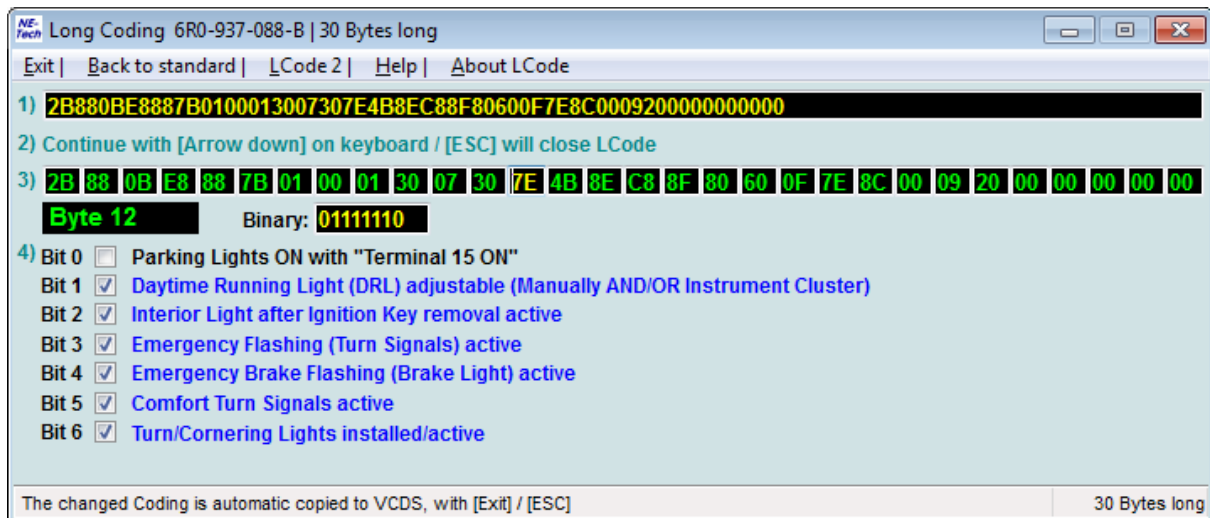 NE-Tech Long Coding 6R0-937-088-B | 30 Bytes long
Exit | Back to standard | LCode 2 | Help | About LCode
1) 2B880BE8887B0100013007307E4B8EC88F80600F7E8C0009200000000000
2) Continue with [Arrow down] on keyboard / [ESC] will close LCode
3) 2B 88 0B E8 88 7B 01 00 01 30 07 30 7E 4B 8E C8 8F 80 60 0F 7E 8C 00 09 20 00 00 00 00 00
Byte 12 Binary: 01111110
4) Bit 0 Parking Lights ON with "Terminal 15 ON"
Bit 1 Daytime Running Light (DRL) adjustable (Manually AND/OR Instrument Cluster)
Bit 2 Interior Light after Ignition Key removal active
Bit 3 Emergency Flashing (Turn Signals) active
Bit 4 Emergency Brake Flashing (Brake Light) active
Bit 5 Comfort Turn Signals active
Bit 6 Turn/Cornering Lights installed/active
The changed Coding is automatic copied to VCDS, with [Exit] / [ESC] 30 Bytes long